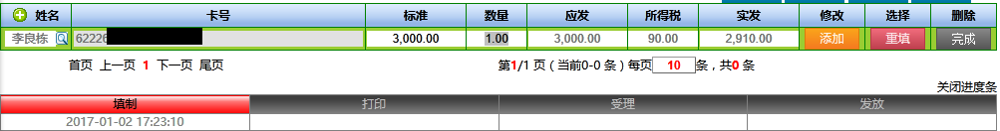 姓名 卡号 标准 数量 应发 所得税 实发 修改 选择 删除
李良栋 62226 3,000.00 1.00 3,000.00 90.00 2,910.00 添加 重填 完成
首页 上一页 1 下一页 尾页 第1/1 页(当前0-0 条)每页 10 条,共0 条
关闭进度条
填制 打印 受理 发放
2017-01-02 17:23:10